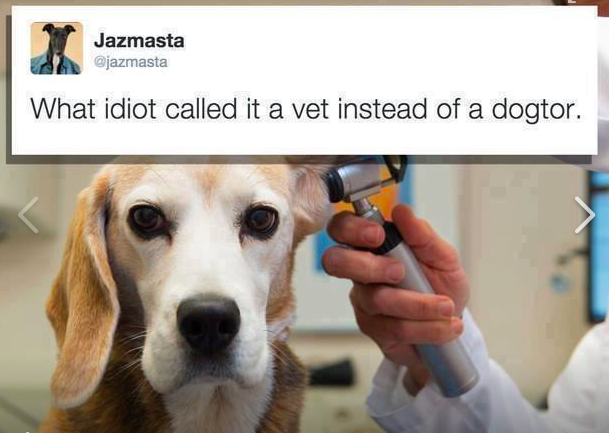 Jazmasta
@jazmasta
What idiot called it a vet instead of a dogtor.